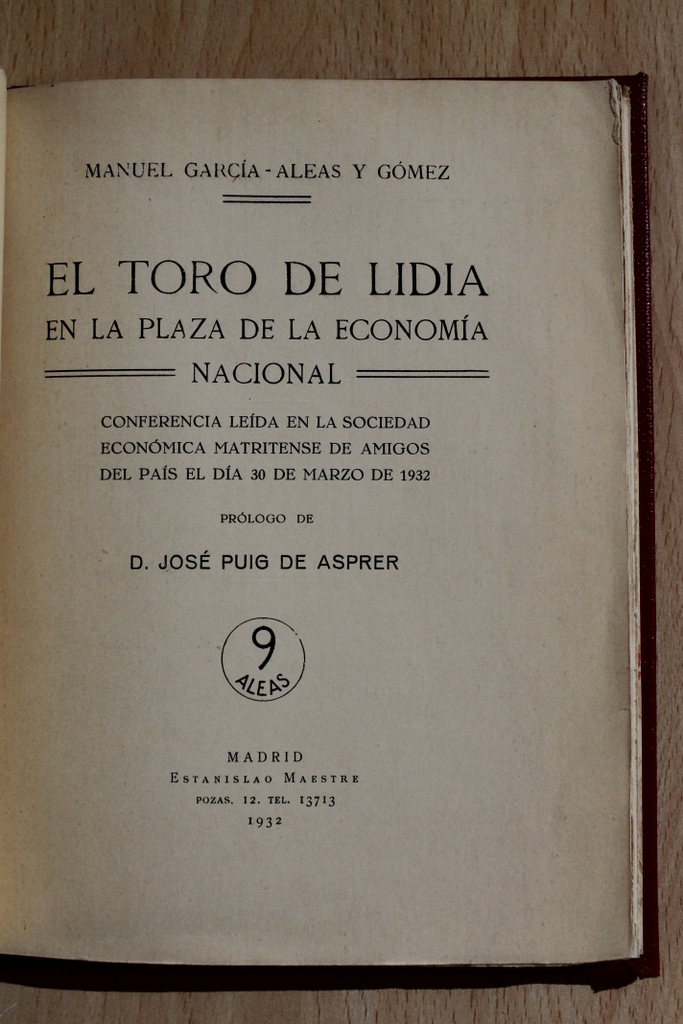 MANUEL GARCÍA - ALEAS Y GÓMEZ
EL TORO DE LIDIA
EN LA PLAZA DE LA ECONOMÍA
NACIONAL
CONFERENCIA LEÍDA EN LA SOCIEDAD
ECONÓMICA MATRITENSE DE AMIGOS
DEL PAÍS EL DÍA 30 DE MARZO DE 1932
PRÓLOGO DE
D. JOSÉ PUIG DE ASPRER
9
ALEAS
MADRID
ESTANISLAO MAESTRE
POZAS, 12. TEL. 13713
1932